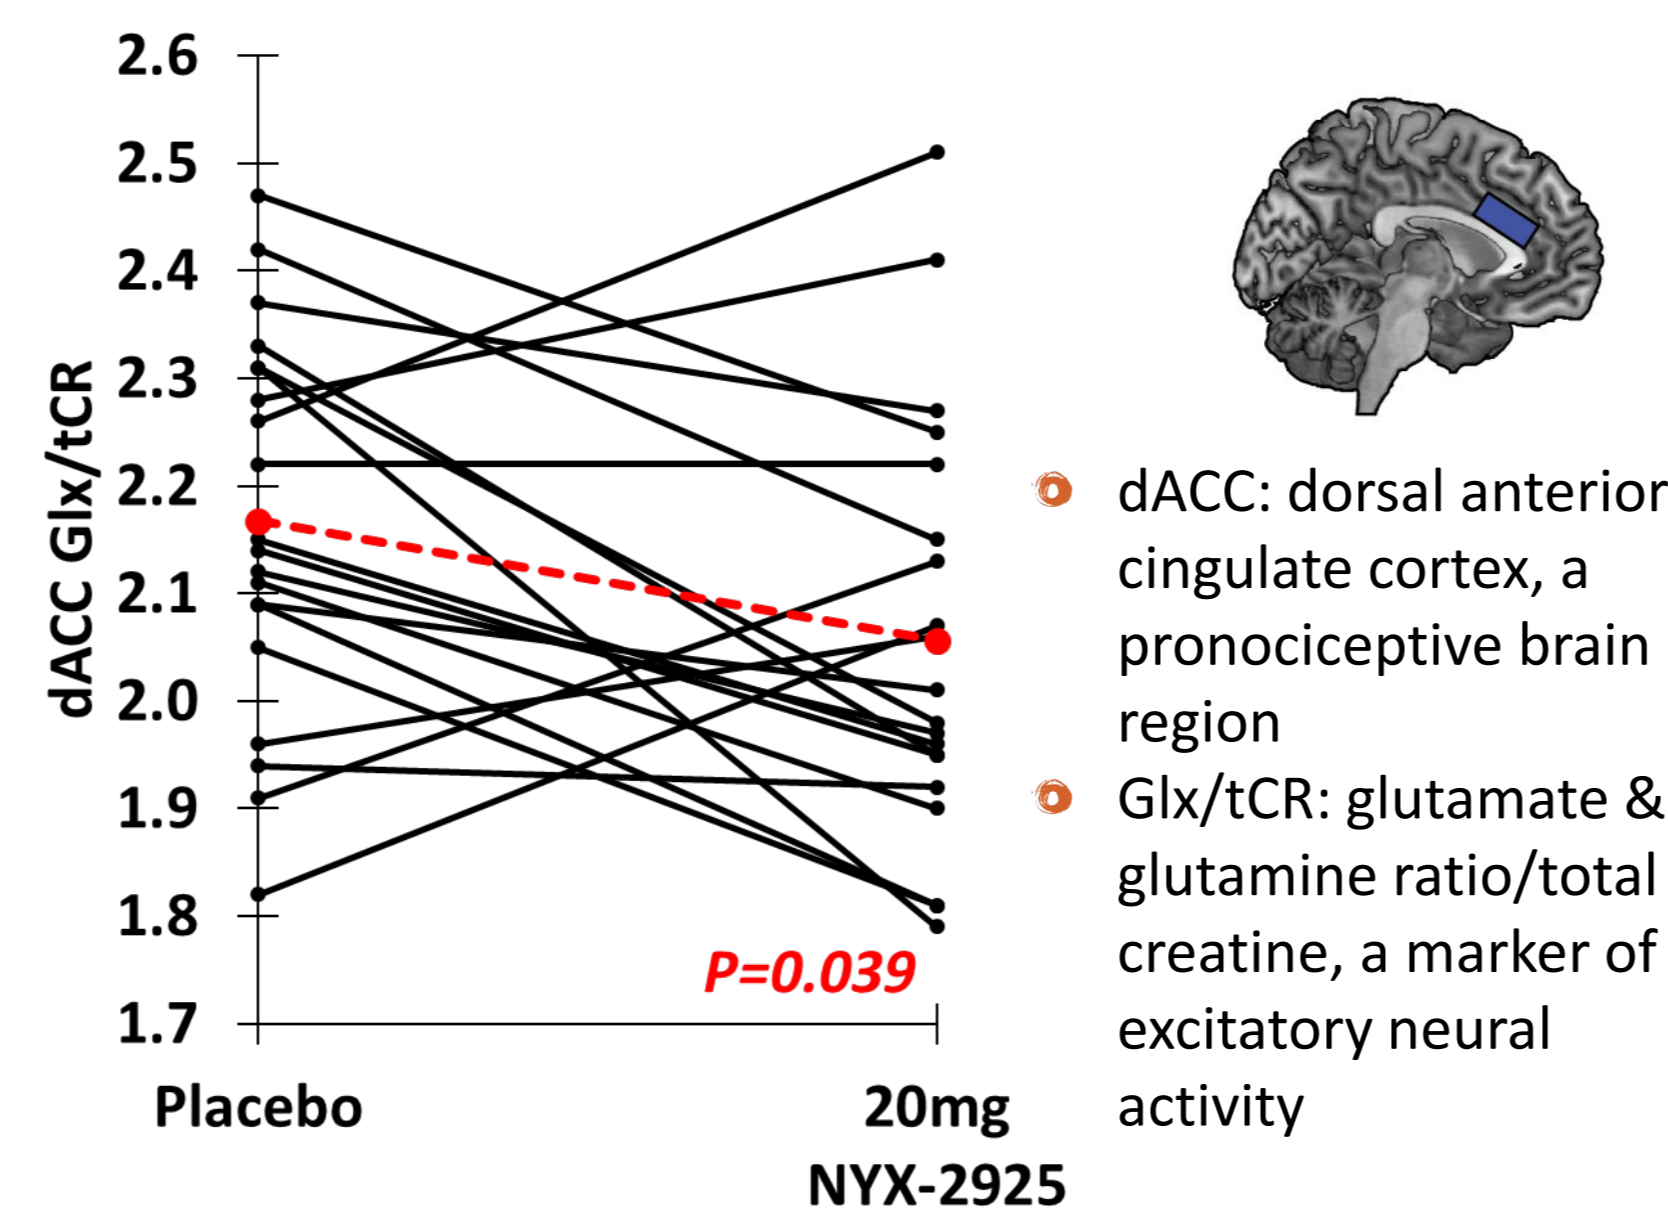 2.6
2.5
2.4
2.3
2.2
2.1
2.0
1.9
1.8
1.7
dACC Glx/tCR
P=0.039
Placebo
20mg
NYX-2925
dACC: dorsal anterior
cingulate cortex, a
pronociceptive brain
region
Glx/tCR: glutamate &
glutamine ratio/total
creatine, a marker of
excitatory neural
activity